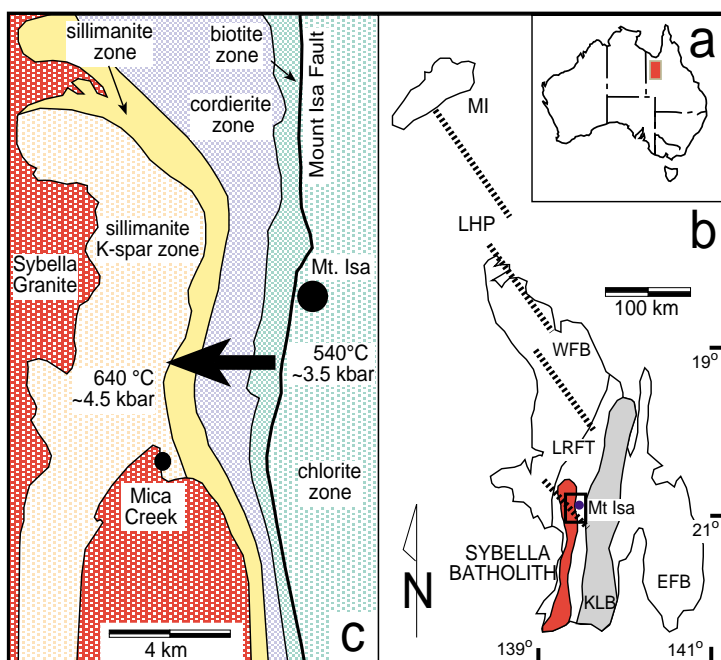 sillimanite
zone
biotite
zone
cordierite
zone
Mount Isa Fault
sillimanite
K-spar zone
Sybella
Granite
Mt. Isa
640 °C
~4.5 kbar
540°C
~3.5 kbar
chlorite
zone
Mica
Creek
4 km
c
a
b
MI
LHP
100 km
WFB
19°
LRFT
Mt Isa
21°
SYBELLA
BATHOLITH
N
KLB
EFB
139°
141°